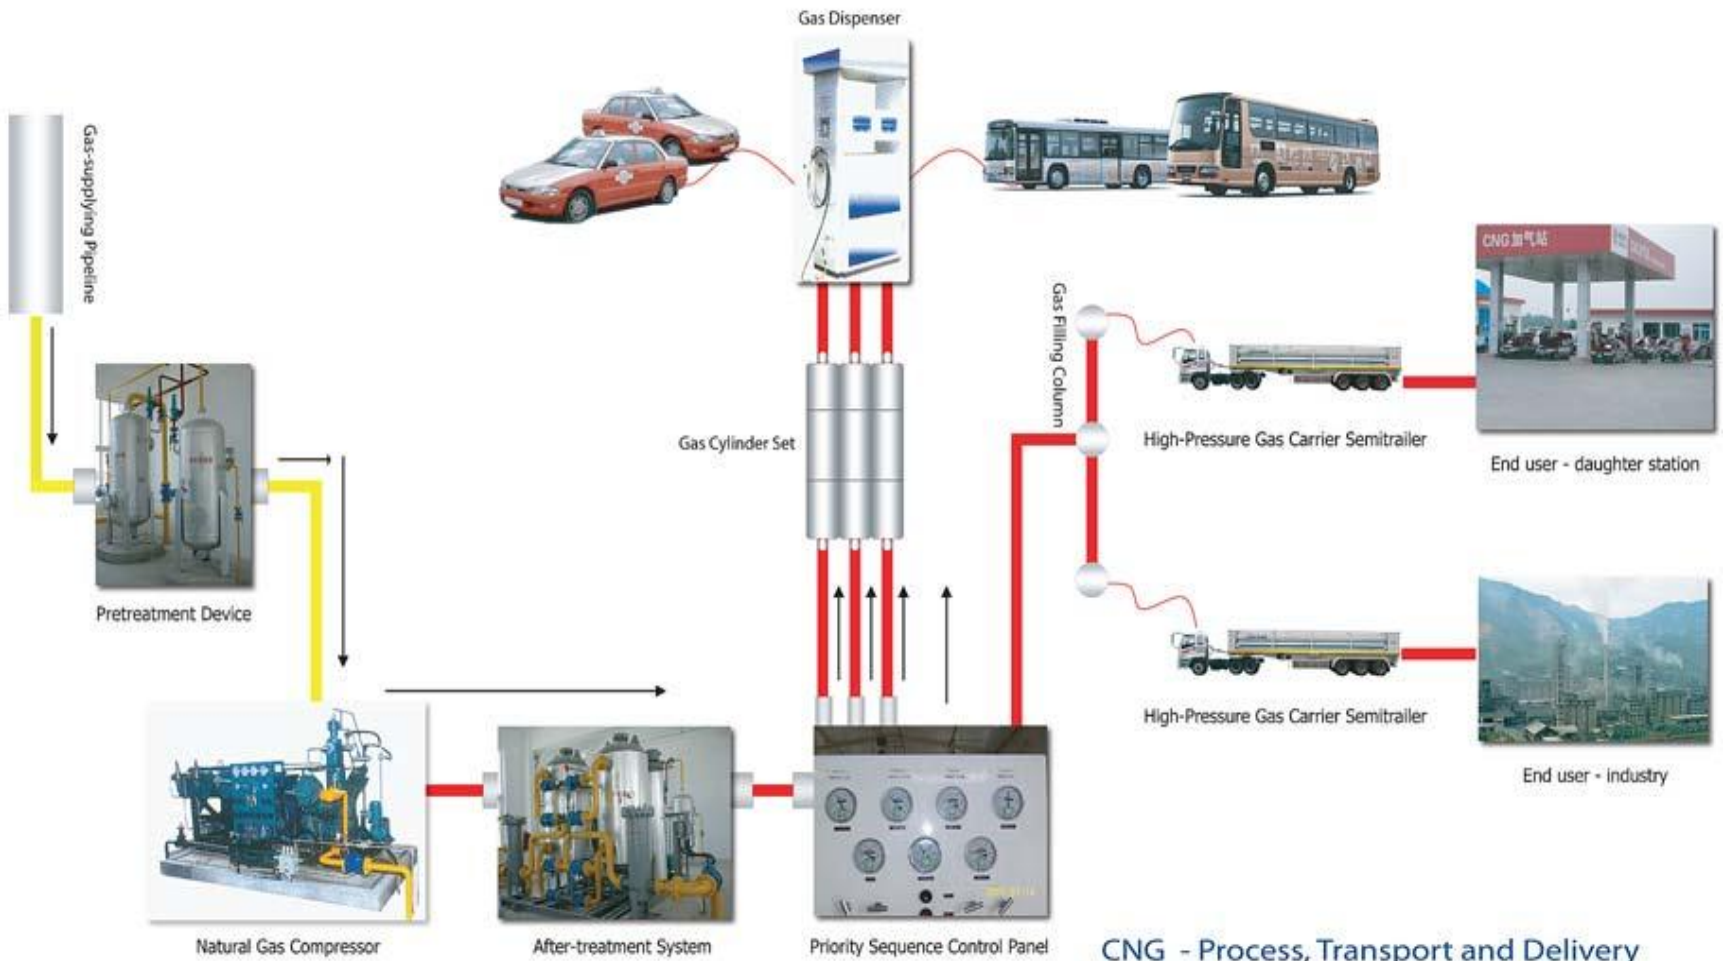 Gas Dispenser
Gas-supplying Pipeline
CNG加气站
Gas Filling Column
High-Pressure Gas Carrier Semitrailer
End user - daughter station
Gas Cylinder Set
Pretreatment Device
High-Pressure Gas Carrier Semitrailer
End user - industry
Natural Gas Compressor
After-treatment System
Priority Sequence Control Panel
CNG - Process, Transport and Delivery